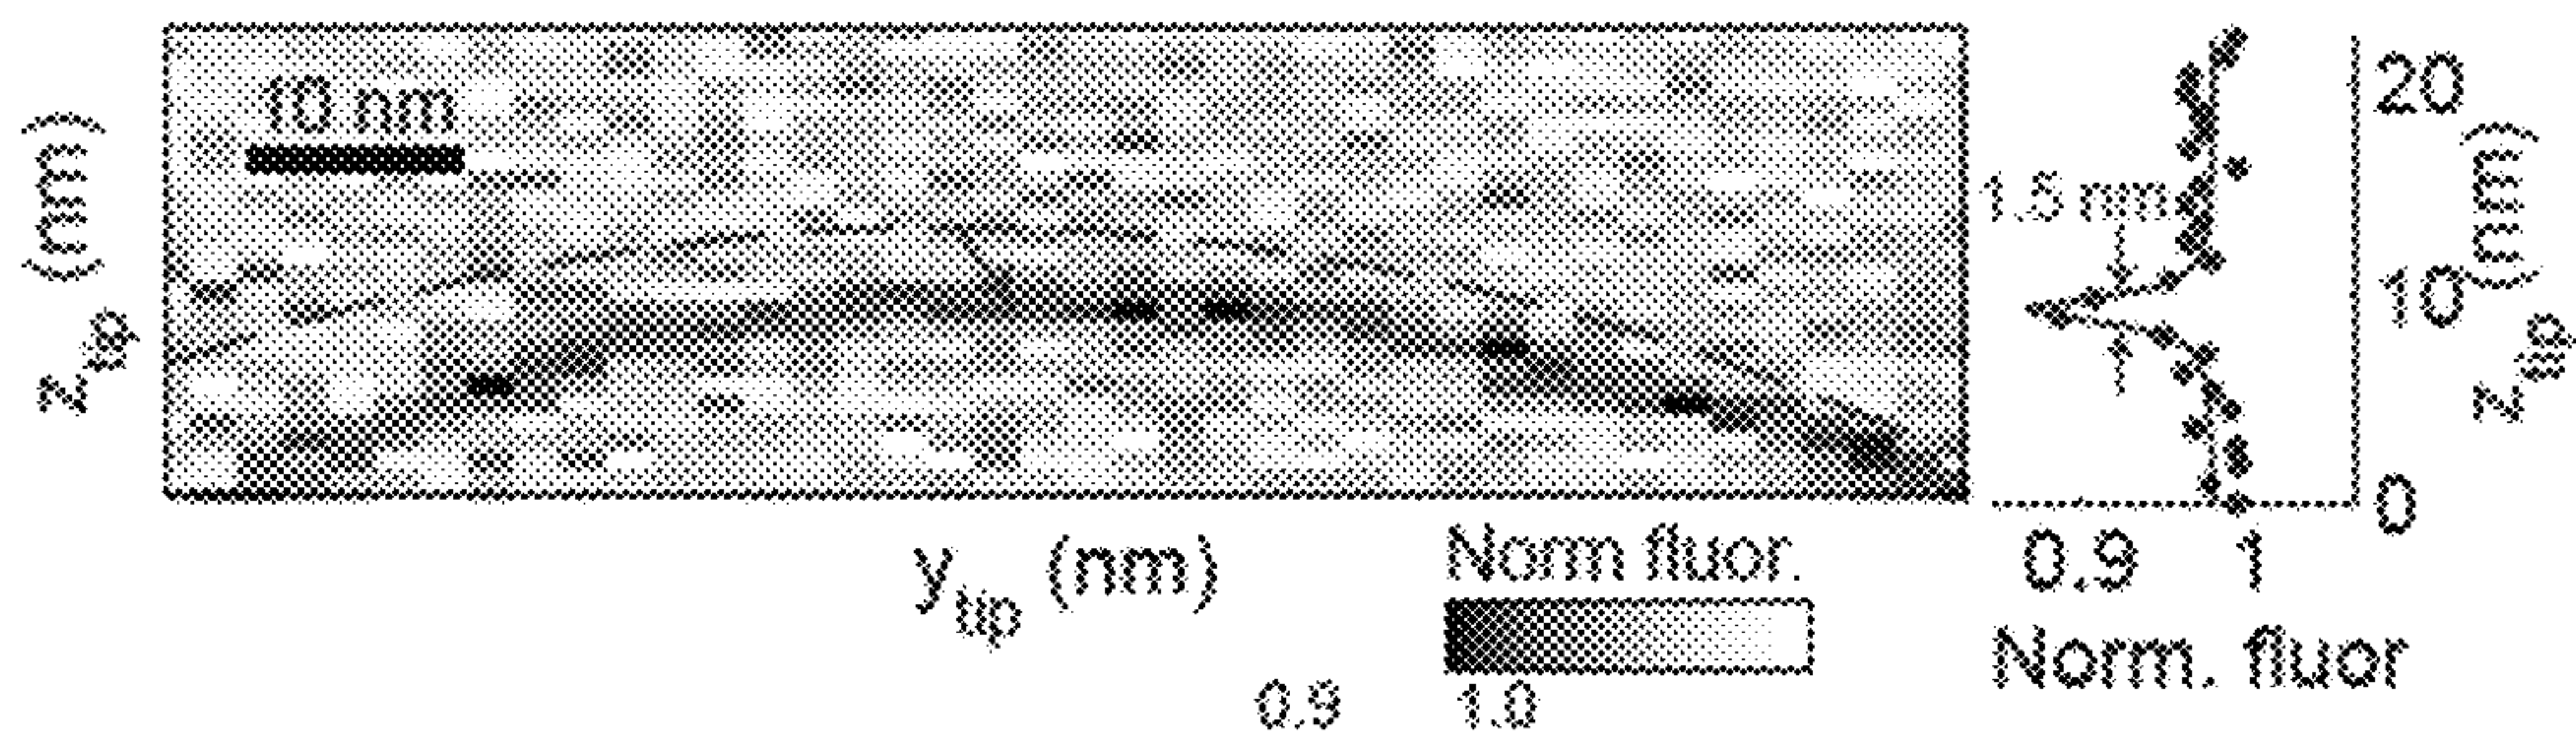 z_tip (nm)
10 nm
y_tip (nm)
Norm fluor.
0.9 1.0
1.5 nm
20
10
0
z_tip (nm)
0.9 1
Norm. fluor